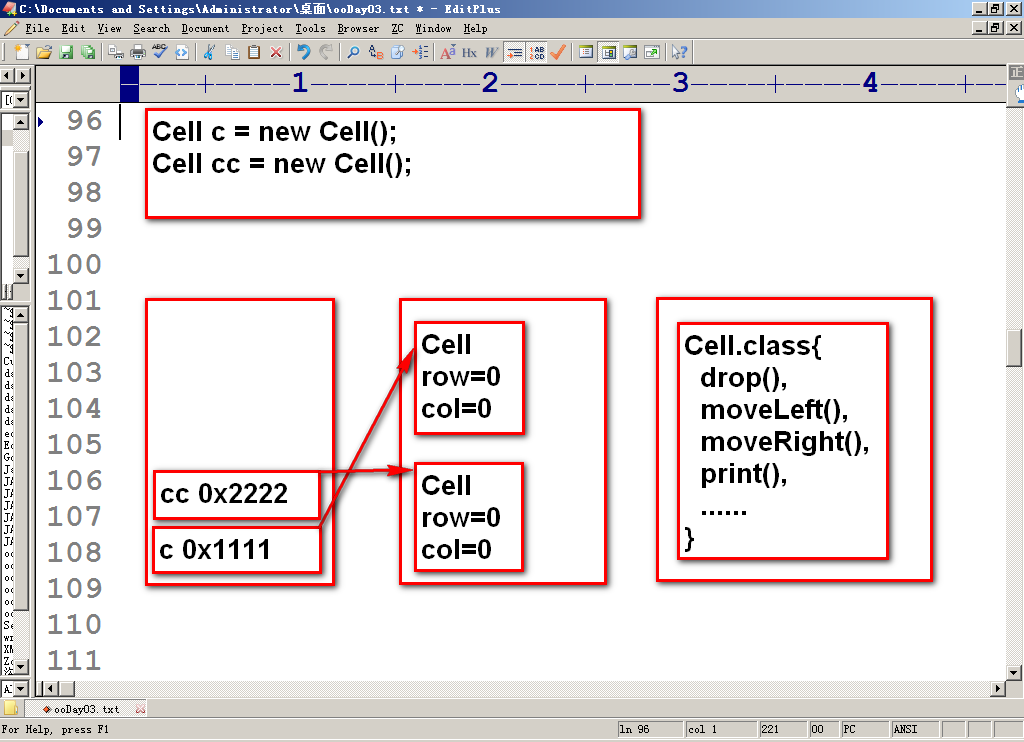 C:\Documents and Settings\Administrator\桌面\ooDay03.txt * - EditPlus
File Edit View Search Document Project Tools Browser ZC Window Help
1 2 3 4
96
97
98
99
100
101
102
103
104
105
106
107
108
109
110
111
Cell c = new Cell();
Cell cc = new Cell();
cc 0x2222
c 0x1111
Cell
row=0
col=0
Cell
row=0
col=0
Cell.class{
drop(),
moveLeft(),
moveRight(),
print(),
......
}
ooDay03.txt
For Help, press F1
ln 96
col 1
221
00
PC
ANSI